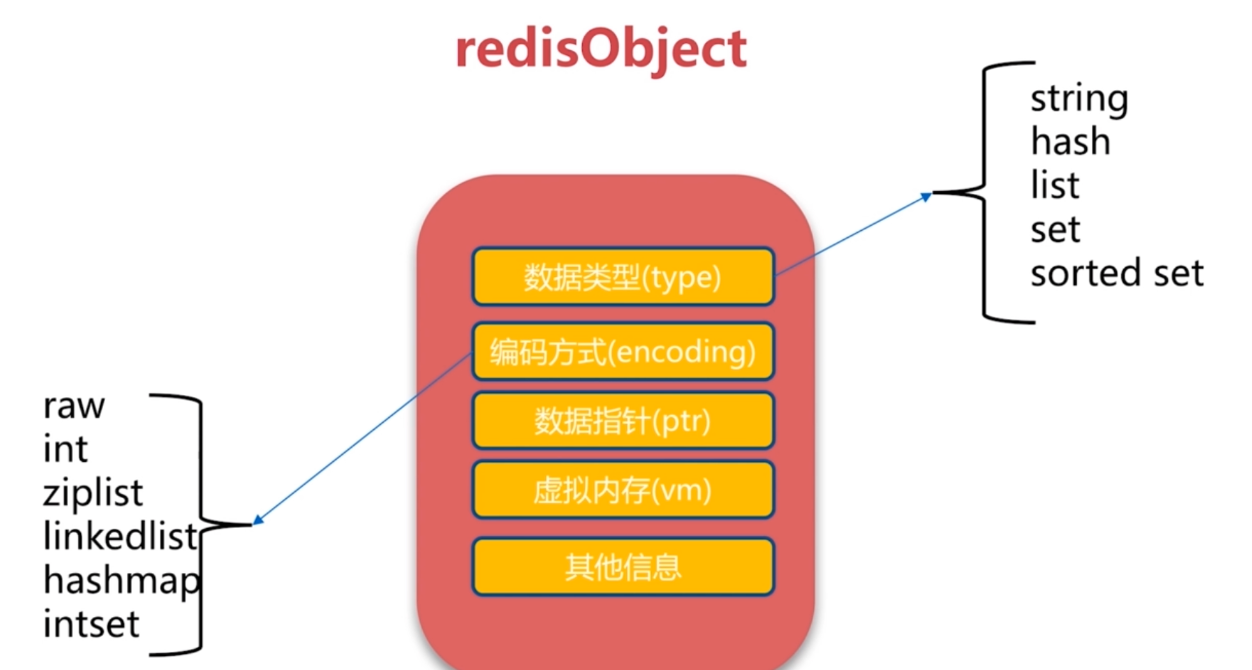 redisObject
string
hash
list
set
sorted set
数据类型(type)
编码方式(encoding)
数据指针(ptr)
虚拟内存(vm)
其他信息
raw
int
ziplist
linkedlist
hashmap
intset